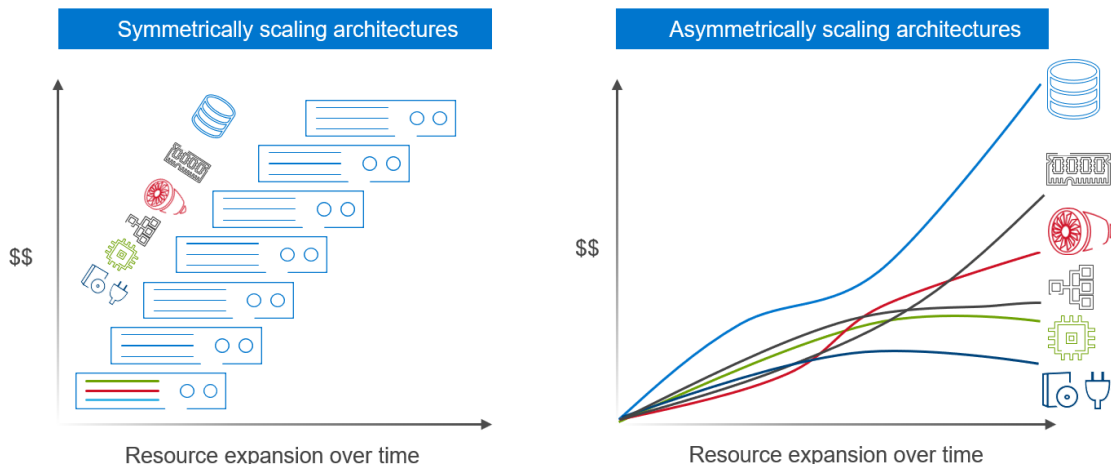 Symmetrically scaling architectures
Asymmetrically scaling architectures
$$
$$
Resource expansion over time
Resource expansion over time